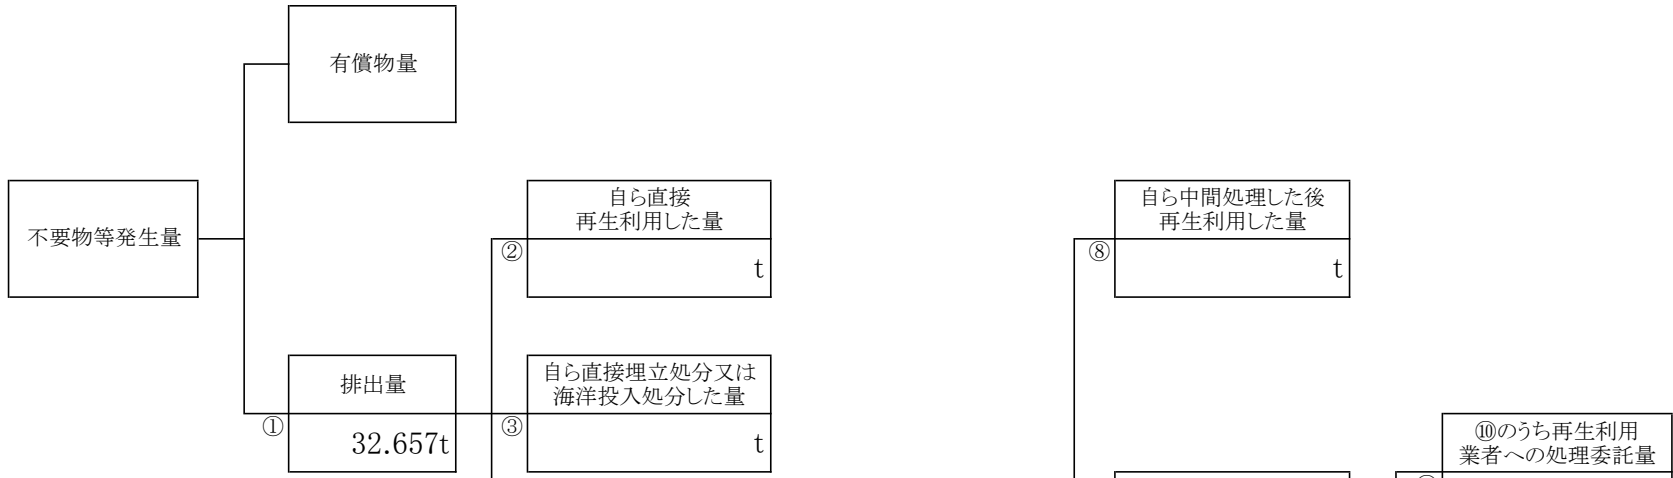 有償物量
不要物等発生量
自ら直接
再生利用した量
②
t
自ら中間処理した後
再生利用した量
⑧
t
排出量
①
32.657t
自ら直接埋立処分又は
海洋投入処分した量
③
t
⑩のうち再生利用
業者への処理委託量